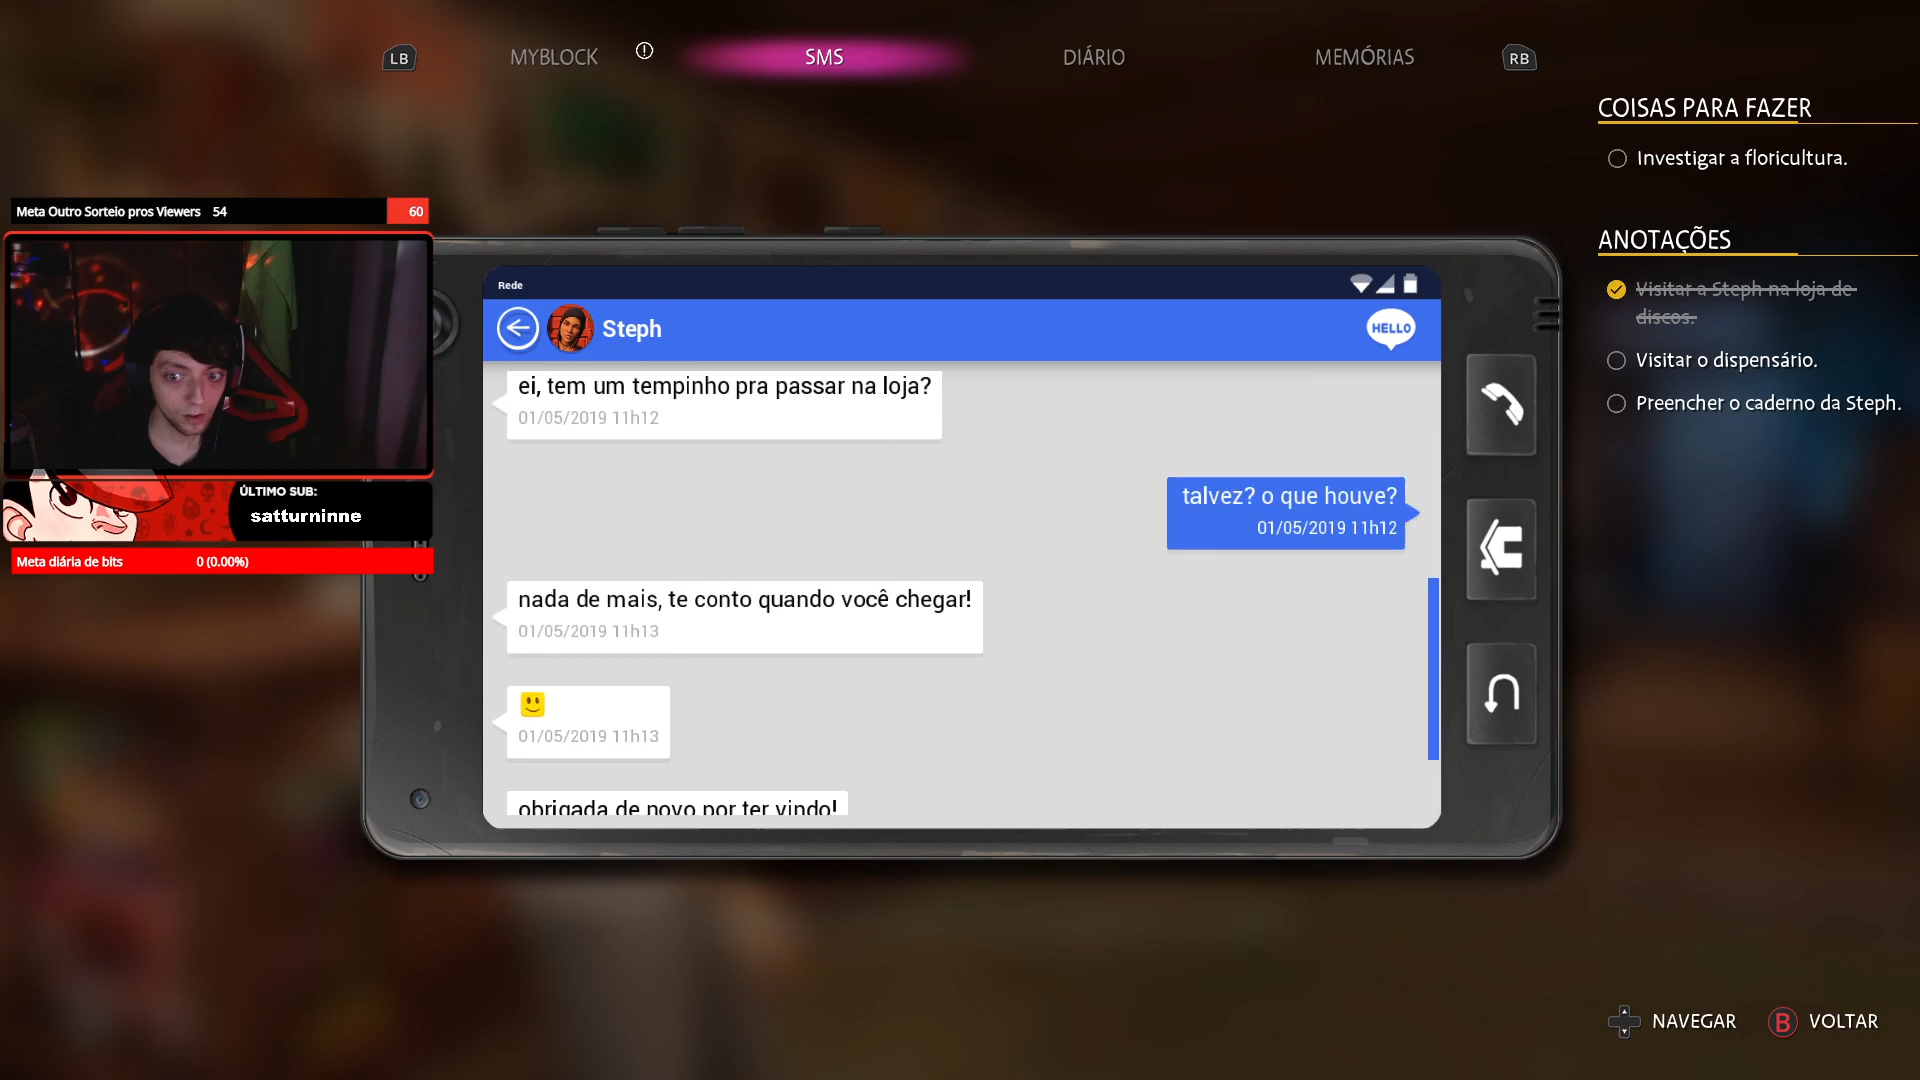 LB
MYBLOCK
SMS
DIÁRIO
MEMÓRIAS
RB
COISAS PARA FAZER
Investigar a floricultura.
ANOTAÇÕES
Visitar a Steph na loja de
discos.
Visitar o dispensário.
Preencher o caderno da Steph.
Meta Outro Sorteio pros Viewers 54
60
ÚLTIMO SUB:
satturninne
Meta diária de bits 0 (0.00%)
Rede
Steph
HELLO
ei, tem um tempinho pra passar na loja?
01/05/2019 11h12
talvez? o que houve?
01/05/2019 11h12
nada de mais, te conto quando você chegar!
01/05/2019 11h13
01/05/2019 11h13
obrigada de novo por ter vindo!
NAVEGAR
B VOLTAR